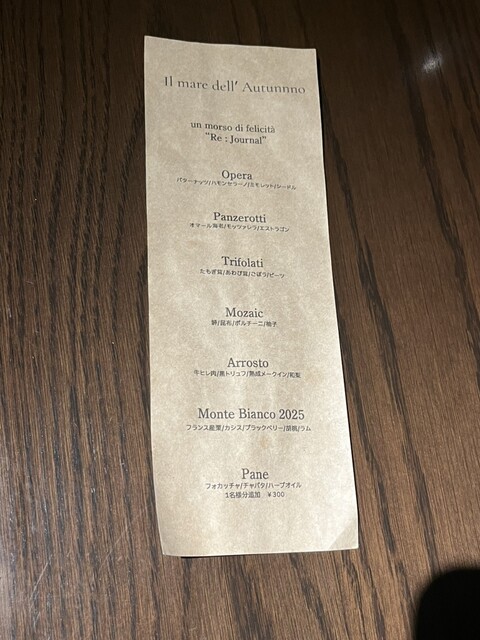 Il mare dell' Autunnno
un morso di felicità
"Re : Journal"
Opera
バターナッツ/ハモンセラーノ/ミモレット/シードル
Panzerotti
オマール海老/モッツァレラ/エストラゴン
Trifolati
たもぎ茸/あわび茸/ごぼう/ビーツ
Mozaic
鰤/昆布/ポルチーニ/柚子
Arrosto
牛ヒレ肉/黒トリュフ/熟成メークイン/和梨
Monte Bianco 2025
フランス産栗/カシス/ブラックベリー/胡桃/ラム
Pane
フォカッチャ/チャバタ/ハーブオイル
1名様分追加 ¥300